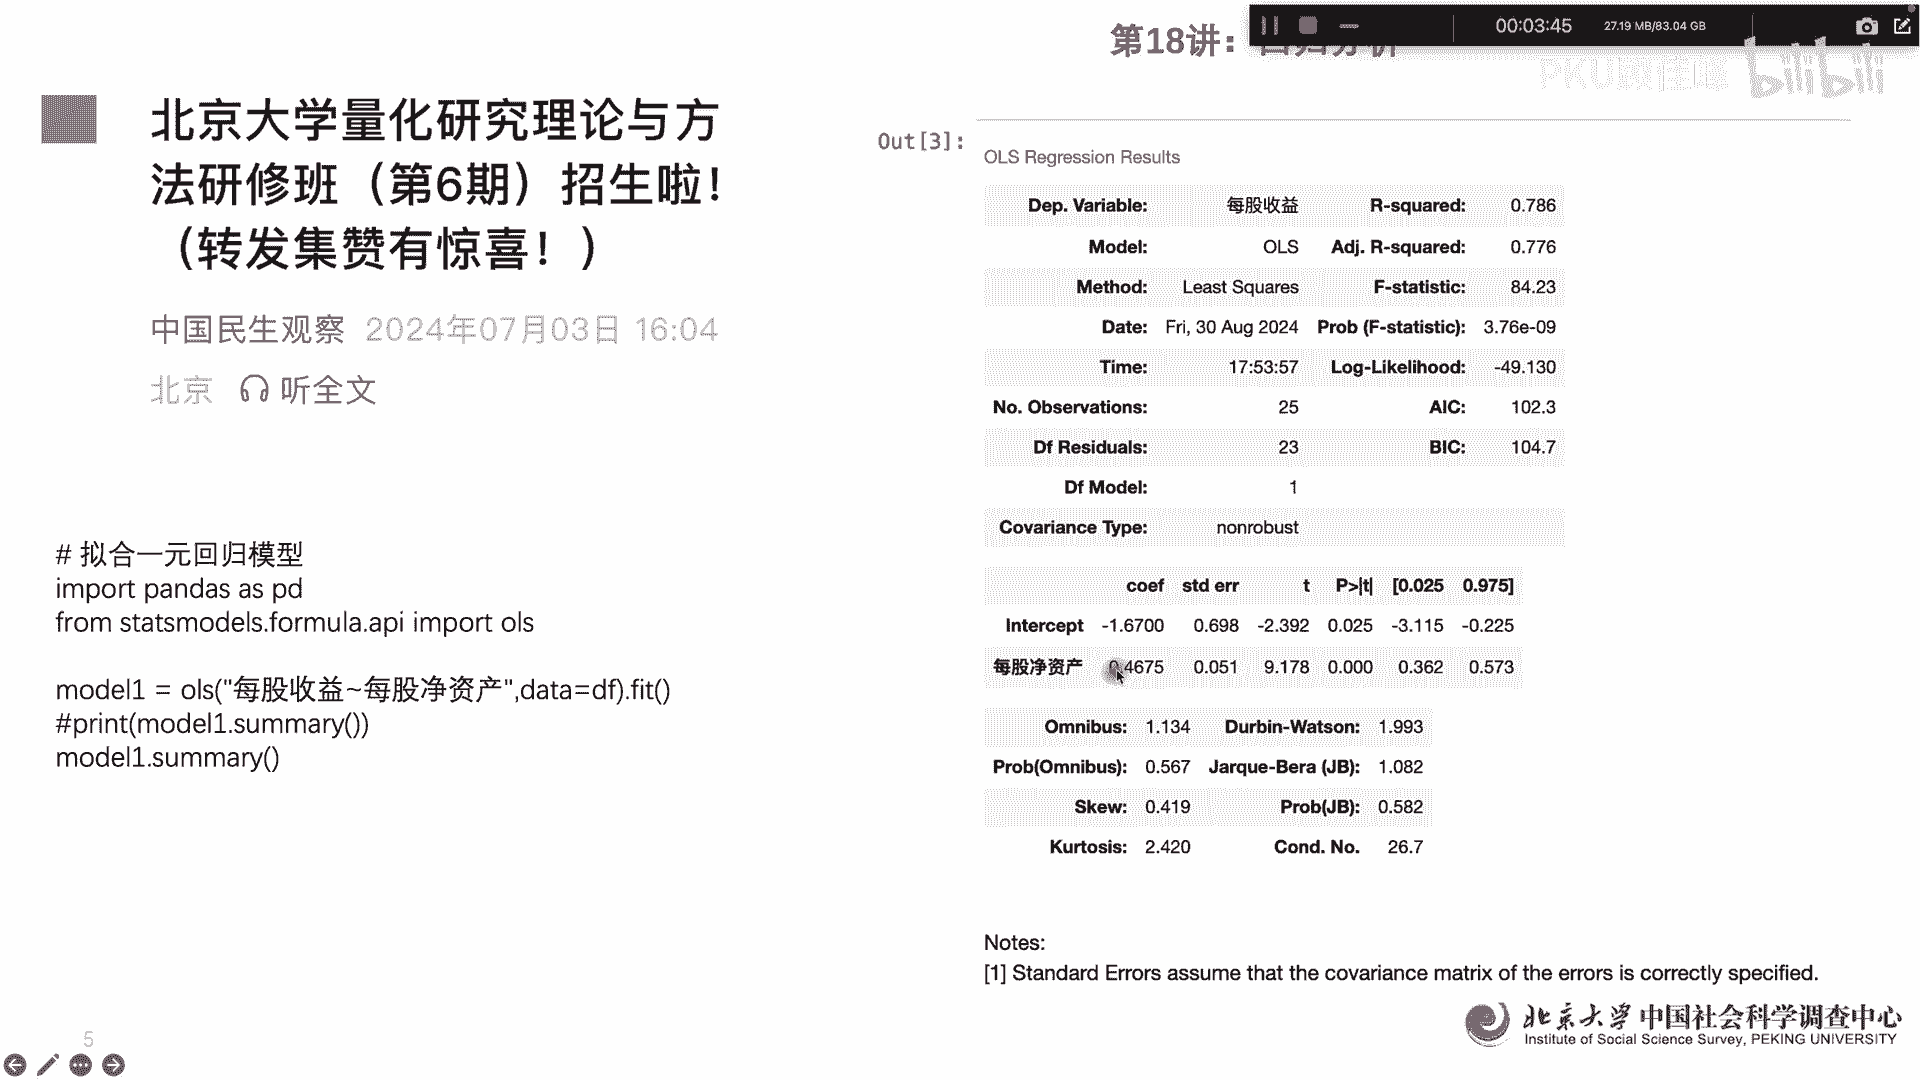 00:03:45
27.19 MB/83.04 GB
第18讲：回归分析
bilibili
北京大学量化研究理论与方
法研修班（第6期）招生啦！
（转发集赞有惊喜！）
中国民生观察 2024年07月03日 16:04
北京 听全文
# 拟合一元回归模型
import pandas as pd
from statsmodels.formula.api import ols
model1 = ols("每股收益~每股净资产",data=df).fit()
#print(model1.summary())
model1.summary()
Out[3]:
OLS Regression Results
Dep. Variable: 每股收益 R-squared: 0.786
Model: OLS Adj. R-squared: 0.776
Method: Least Squares F-statistic: 84.23
Date: Fri, 30 Aug 2024 Prob (F-statistic): 3.76e-09
Time: 17:53:57 Log-Likelihood: -49.130
No. Observations: 25 AIC: 102.3
Df Residuals: 23 BIC: 104.7
Df Model: 1
Covariance Type: nonrobust
coef std err t P>|t| [0.025 0.975]
Intercept -1.6700 0.698 -2.392 0.025 -3.115 -0.225
每股净资产 0.4675 0.051 9.178 0.000 0.362 0.573
Omnibus: 1.134 Durbin-Watson: 1.993
Prob(Omnibus): 0.567 Jarque-Bera (JB): 1.082
Skew: 0.419 Prob(JB): 0.582
Kurtosis: 2.420 Cond. No. 26.7
Notes:
[1] Standard Errors assume that the covariance matrix of the errors is correctly specified.
北京大学中国社会科学调查中心
Institute of Social Science Survey, PEKING UNIVERSITY
5